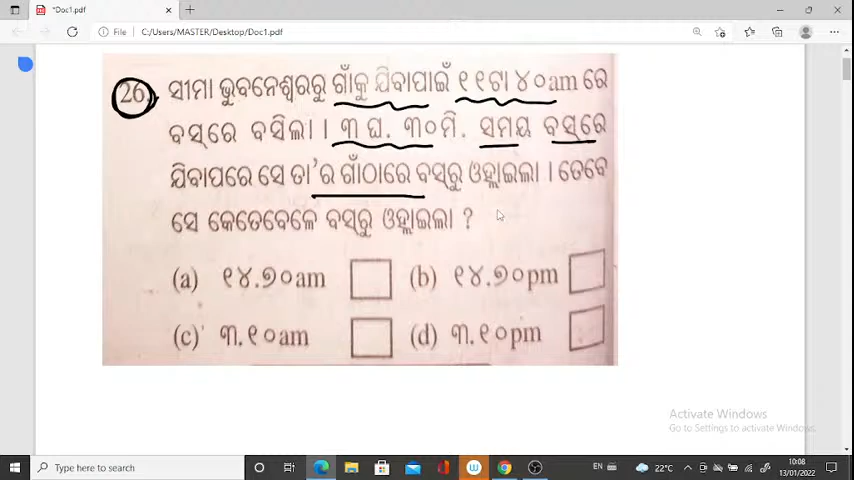 *Doc1.pdf
File C:/Users/MASTER/Desktop/Doc1.pdf
26. ସୀମା ଭୁବନେଶ୍ୱରରୁ ଗାଁକୁ ଯିବାପାଇଁ ୧୧ଟା ୪୦am ରେ
ବସ୍‌ରେ ବସିଲା । ୩ ଘ. ୩୦ମି. ସମୟ ବସ୍‌ରେ
ଯିବାପରେ ସେ ତା'ର ଗାଁଠାରେ ବସ୍‌ରୁ ଓହ୍ଲାଇଲା । ତେବେ
ସେ କେତେବେଳେ ବସ୍‌ରୁ ଓହ୍ଲାଇଲା ?
(a) ୧୪.୭୦am (b) ୧୪.୭୦pm
(c) ୩.୧୦am (d) ୩.୧୦pm
Activate Windows
Go to Settings to activate Windows.
Type here to search
ENG 22°C 10:08
13/01/2022